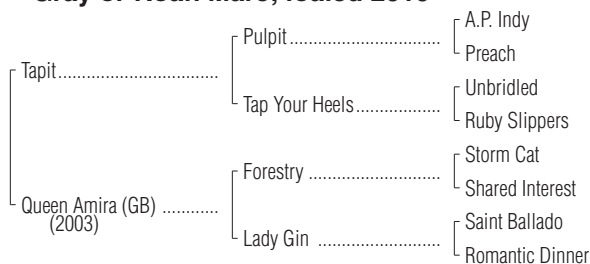 Gray or Roan Mare; foaled
A.P. Indy
Pulpit
Preach
Tapit
Unbridled
Tap Your Heels
Ruby Slippers
Storm Cat
Forestry
Shared Interest
Queen Amira (GB)
(2003)
Saint Ballado
Lady Gin
Romantic Dinner